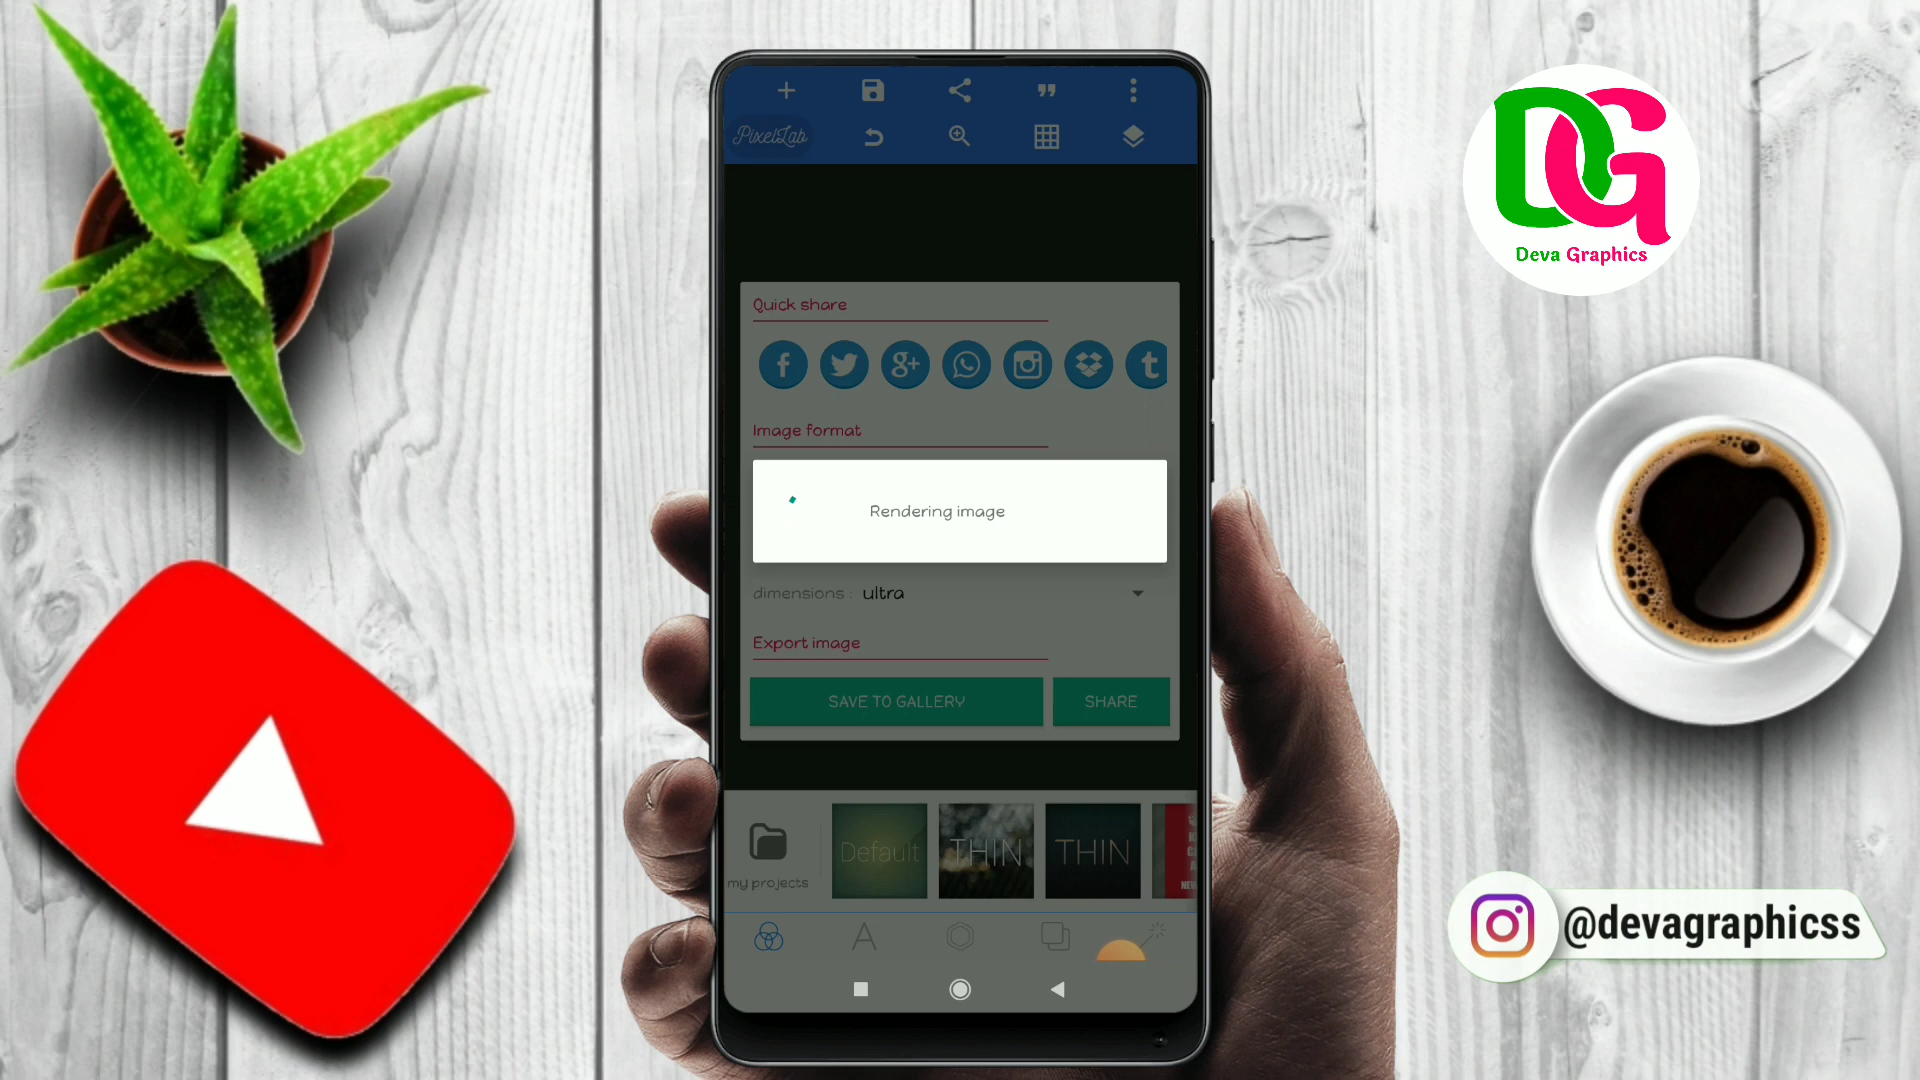 PixelLab
Quick share
Image format
Rendering image
dimensions : ultra
Export image
SAVE TO GALLERY
SHARE
my projects
Default
THIN
THIN
NEW
DG
Deva Graphics
@devagraphicss